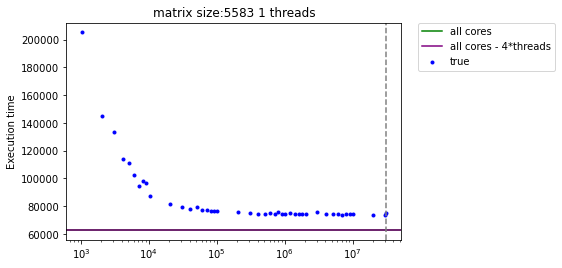 matrix size:5583 1 threads
Execution time
200000
180000
160000
140000
120000
100000
80000
60000
10³
10⁴
10⁵
10⁶
10⁷
all cores
all cores - 4*threads
true